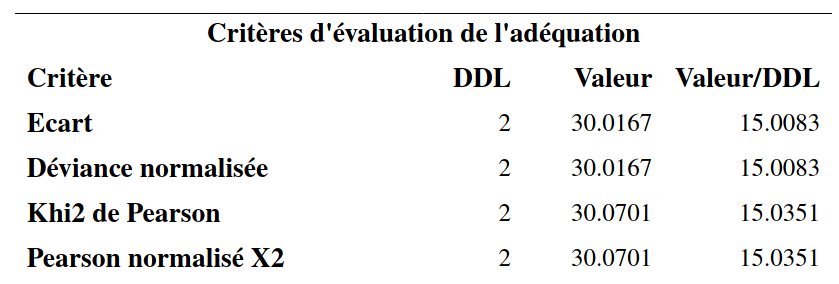 Critères d'évaluation de l'adéquation
Critère DDL Valeur Valeur/DDL
Ecart 2 30.0167 15.0083
Déviance normalisée 2 30.0167 15.0083
Khi2 de Pearson 2 30.0701 15.0351
Pearson normalisé X2 2 30.0701 15.0351